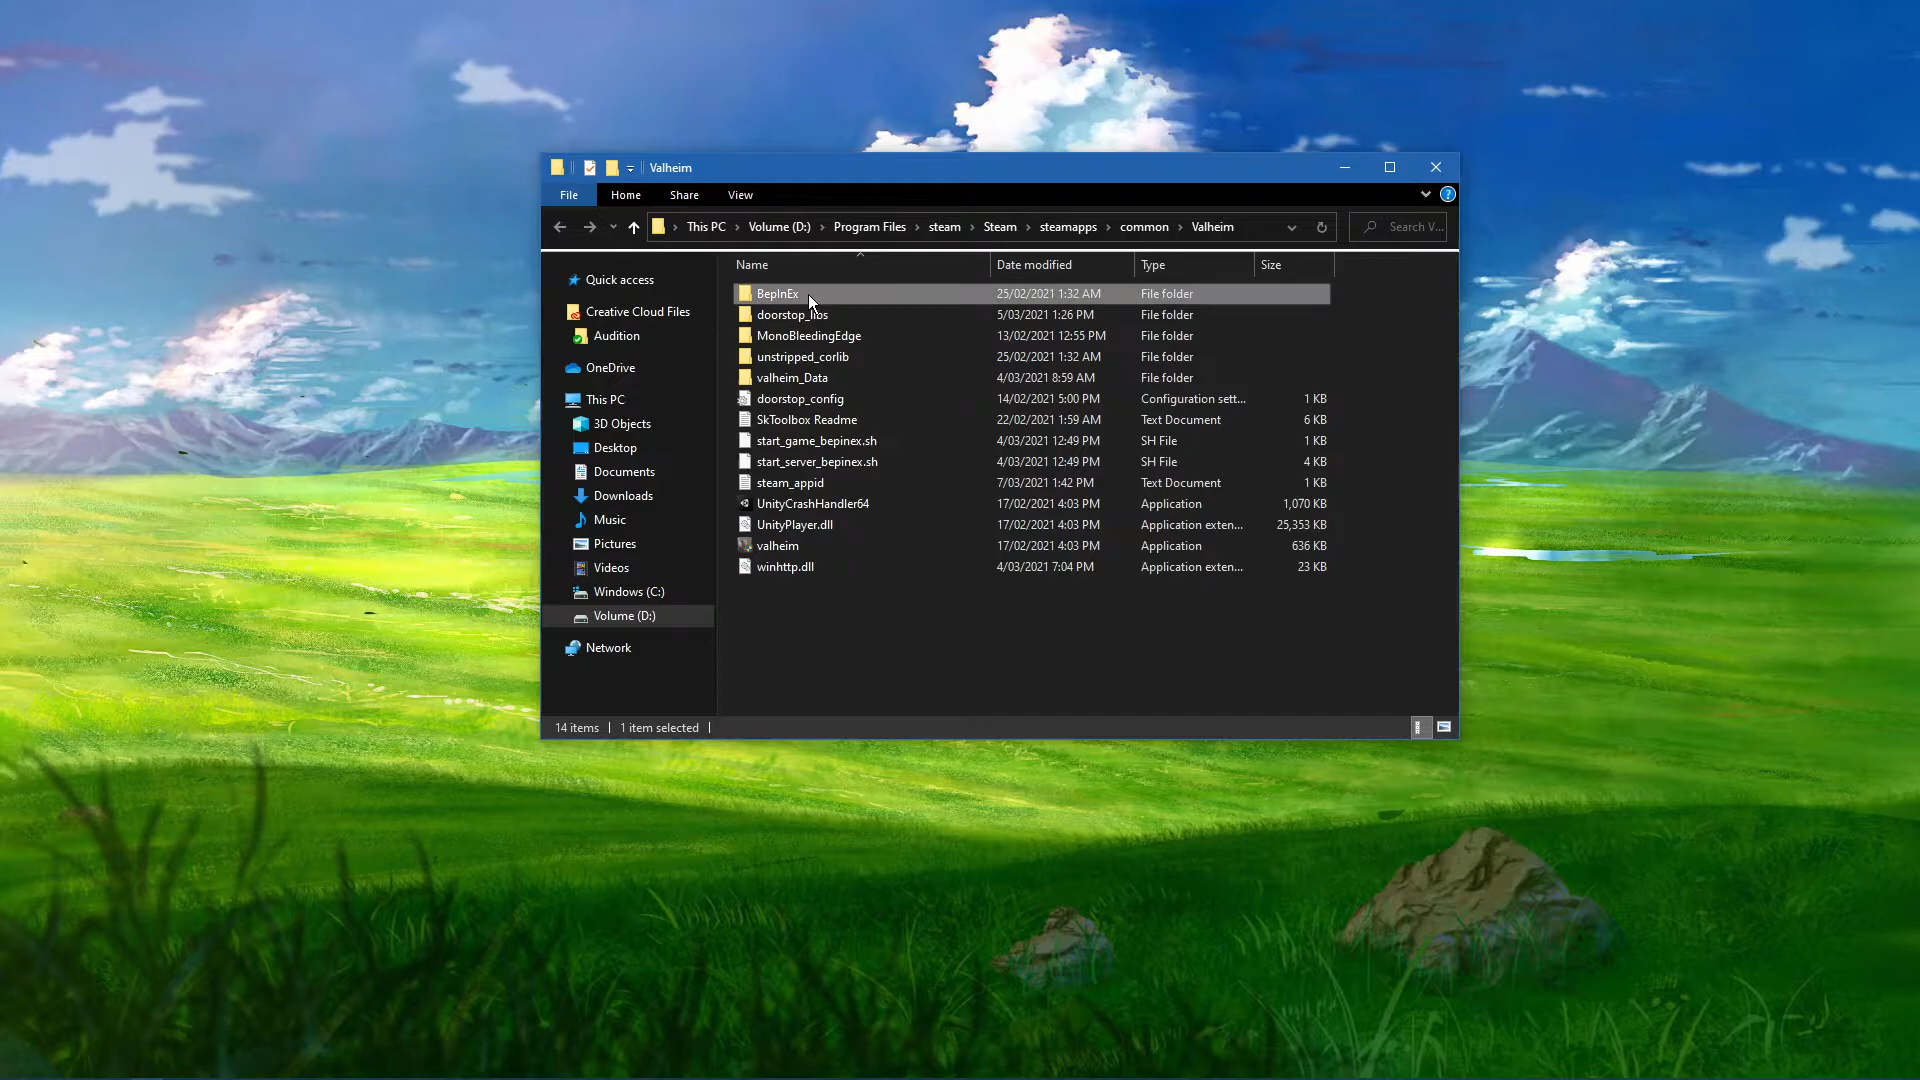 Valheim
File Home Share View
This PC Volume (D:) Program Files steam Steam steamapps common Valheim Search V...
Name Date modified Type Size
Quick access
Creative Cloud Files
Audition
OneDrive
This PC
3D Objects
Desktop
Documents
Downloads
Music
Pictures
Videos
Windows (C:)
Volume (D:)
Network
BepInEx 25/02/2021 1:32 AM File folder
5/03/2021 1:26 PM File folder
MonoBleedingEdge 13/02/2021 12:55 PM File folder
unstripped_corlib 25/02/2021 1:32 AM File folder
valheim_Data 4/03/2021 8:59 AM File folder
doorstop_config 14/02/2021 5:00 PM Configuration sett... 1 KB
SkToolbox Readme 22/02/2021 1:59 AM Text Document 6 KB
start_game_bepinex.sh 4/03/2021 12:49 PM SH File 1 KB
start_server_bepinex.sh 4/03/2021 12:49 PM SH File 4 KB
steam_appid 7/03/2021 1:42 PM Text Document 1 KB
UnityCrashHandler64 17/02/2021 4:03 PM Application 1,070 KB
UnityPlayer.dll 17/02/2021 4:03 PM Application exten... 25,353 KB
valheim 17/02/2021 4:03 PM Application 636 KB
winhttp.dll 4/03/2021 7:04 PM Application exten... 23 KB
14 items 1 item selected